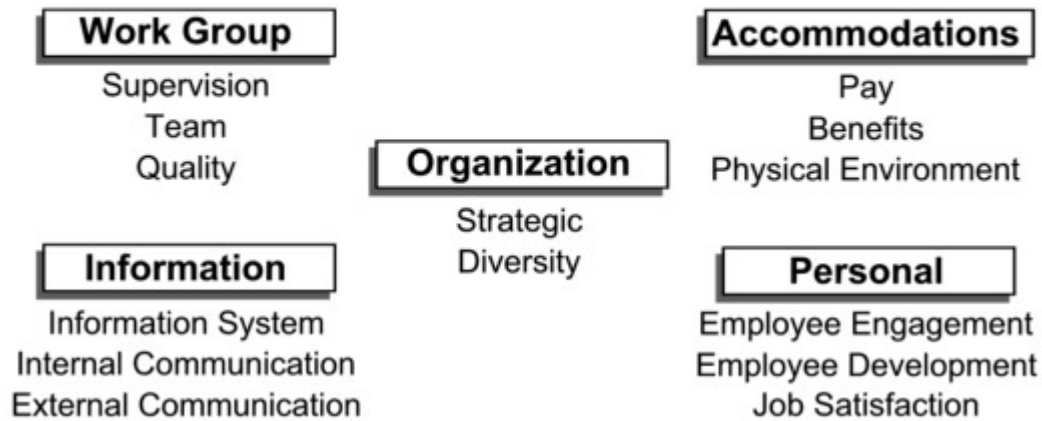 Work Group
Supervision
Team
Quality
Accommodations
Pay
Benefits
Physical Environment
Organization
Strategic
Diversity
Information
Information System
Internal Communication
External Communication
Personal
Employee Engagement
Employee Development
Job Satisfaction